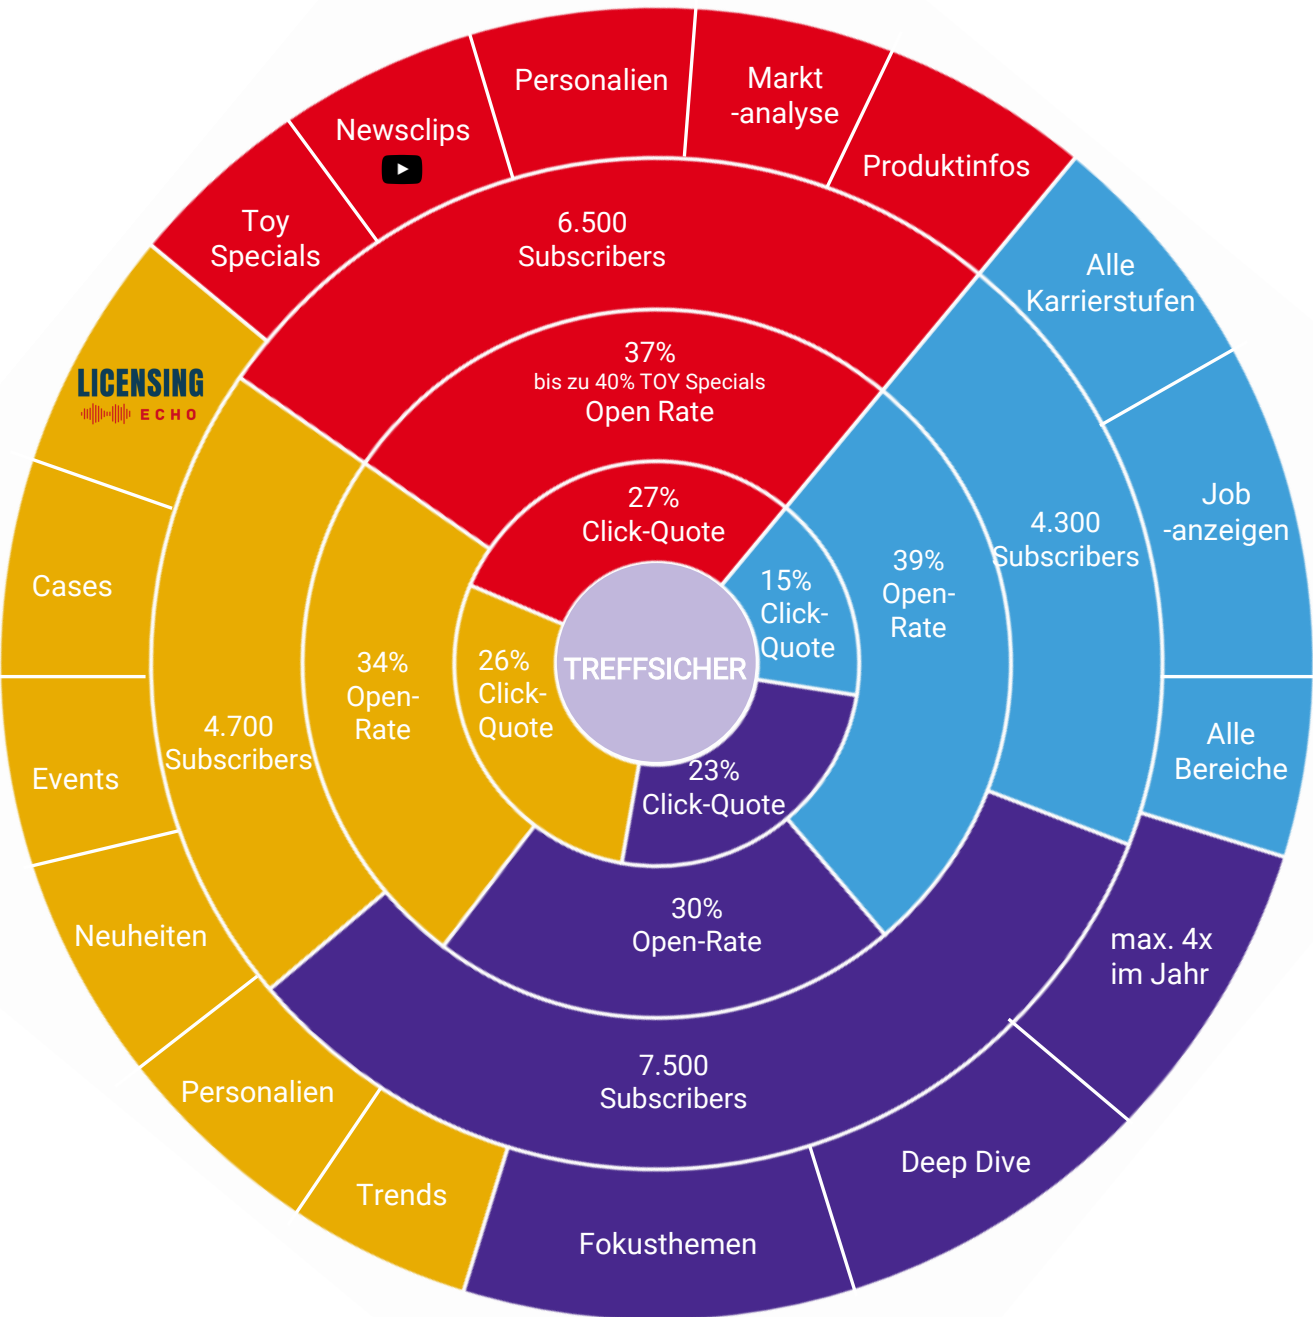 Personalien
Markt
-analyse
Newsclips
Produktinfos
Toy
Specials
6.500
Subscribers
37%
bis zu 40% TOY Specials
Open Rate
27%
Click-Quote
Alle
Karrierstufen
Job
-anzeigen
Alle
Bereiche
4.300
Subscribers
39%
Open-
Rate
15%
Click-
Quote
TREFFSICHER
LICENSING
ECHO
Cases
Events
Neuheiten
Personalien
Trends
4.700
Subscribers
34%
Open-
Rate
26%
Click-
Quote
23%
Click-Quote
30%
Open-Rate
7.500
Subscribers
max. 4x
im Jahr
Deep Dive
Fokusthemen